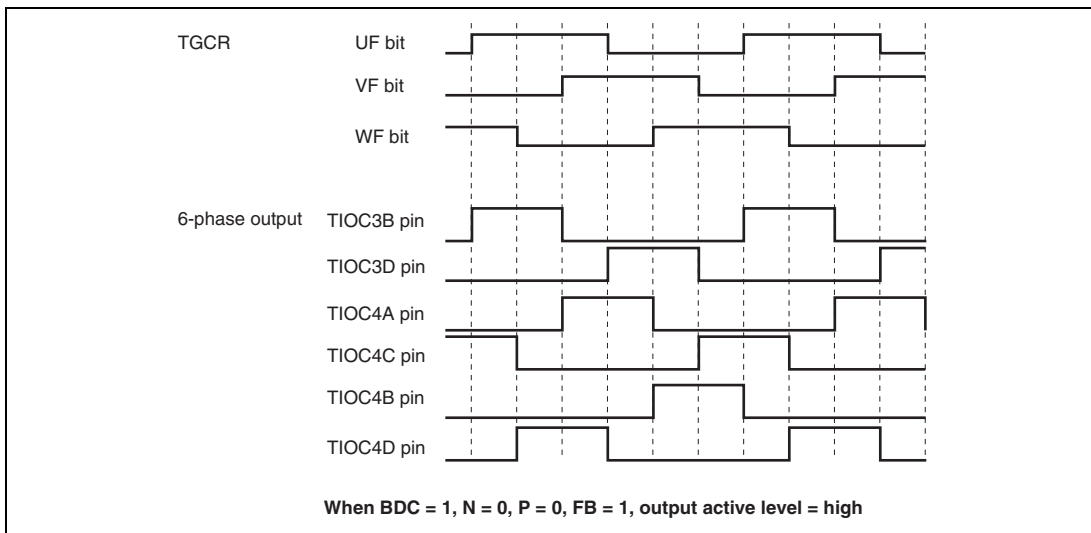 TGCR UF bit
VF bit
WF bit
6-phase output TIOC3B pin
TIOC3D pin
TIOC4A pin
TIOC4C pin
TIOC4B pin
TIOC4D pin
When BDC = 1, N = 0, P = 0, FB = 1, output active level = high